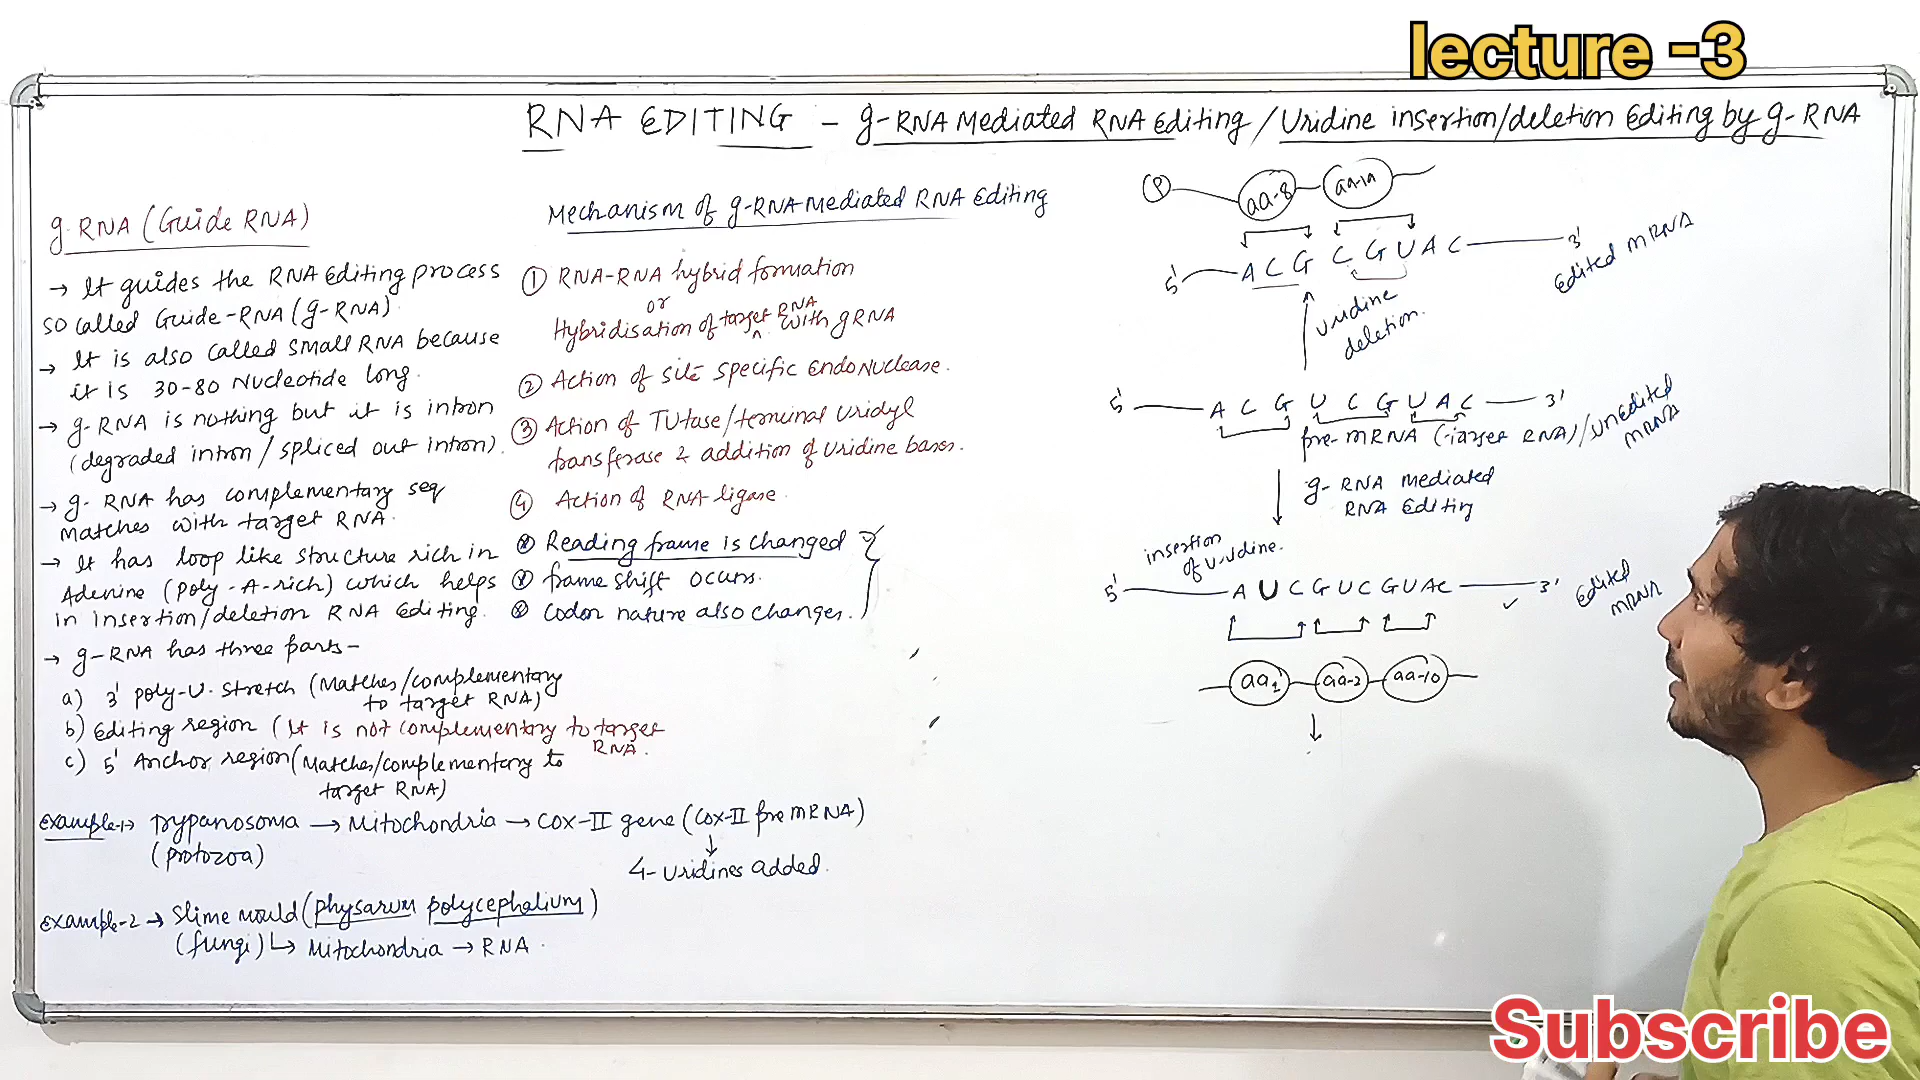 lecture -3
RNA EDITING - g-RNA Mediated RNA Editing / Uridine insertion/deletion Editing by g-RNA
g-RNA (Guide RNA)
→ It guides the RNA Editing process
so called Guide-RNA (g-RNA)
→ It is also called small RNA because
it is 30-80 Nucleotide long.
→ g-RNA is nothing but it is intron
(degraded intron / spliced out intron).
→ g-RNA has complementary seq
Matches with target RNA.
→ It has loop like structure rich in
Adenine (Poly-A-rich) which helps
in Insertion/deletion RNA Editing.
→ g-RNA has three parts-
a) 3' poly-U. stretch (Matches/complementary
to target RNA)
b) Editing region (It is not complementary to target
RNA.
c) 5' Anchor region (Matches/complementary to
target RNA)
Example-1→ Trypanosoma → Mitochondria → COX-II gene (Cox-II pre mRNA)
(protozoa)
↓
4-Uridines added.
Example-2 → Slime mould (physarum polycephalium)
(fungi) ↳ Mitochondria → RNA.
Mechanism of g-RNA Mediated RNA Editing
① RNA-RNA hybrid formation
or
Hybridisation of target RNA with gRNA
② Action of site specific endonuclease.
③ Action of TUtase/terminal uridyl
transferase & addition of uridine bases.
④ Action of RNA ligase.
Reading frame is changed
frame shift occurs.
Codon nature also changes.
P aa-8 aa-19
5' A C G C G U A C 3'
Edited mRNA
Uridine
deletion.
5' A C G U C G U A C 3'
pre-mRNA (target RNA)/unedited
mRNA
g-RNA mediated
RNA Editing
insertion
of uridine.
5' A U C G U C G U A C 3' ✓
Edited
mRNA
aa1 aa-2 aa-10
↓
Subscribe